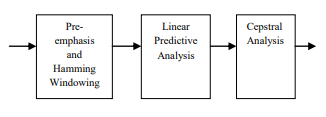 Pre-
emphasis
and
Hamming
Windowing
Linear
Predictive
Analysis
Cepstral
Analysis